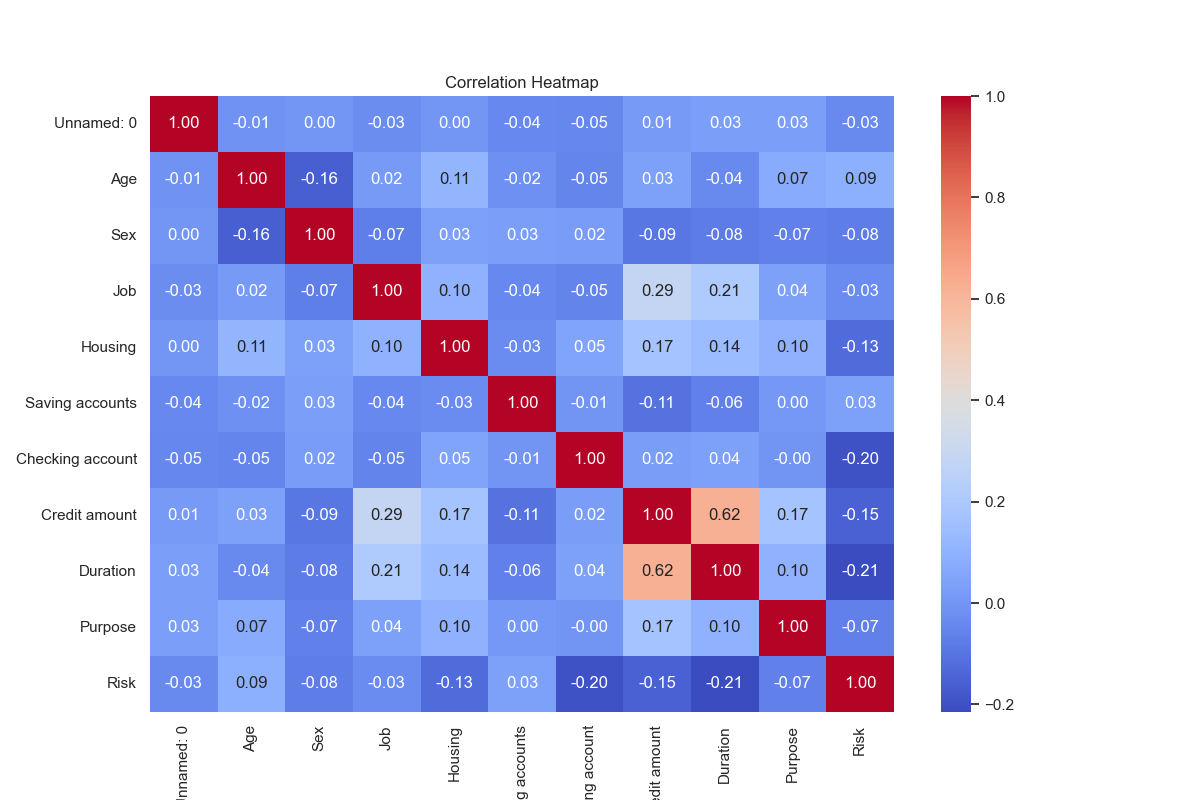 Correlation Heatmap
Unnamed: 0 1.00 -0.01 0.00 -0.03 0.00 -0.04 -0.05 0.01 0.03 0.03 -0.03
Age -0.01 1.00 -0.16 0.02 0.11 -0.02 -0.05 0.03 -0.04 0.07 0.09
Sex 0.00 -0.16 1.00 -0.07 0.03 0.03 0.02 -0.09 -0.08 -0.07 -0.08
Job -0.03 0.02 -0.07 1.00 0.10 -0.04 -0.05 0.29 0.21 0.04 -0.03
Housing 0.00 0.11 0.03 0.10 1.00 -0.03 0.05 0.17 0.14 0.10 -0.13
Saving accounts -0.04 -0.02 0.03 -0.04 -0.03 1.00 -0.01 -0.11 -0.06 0.00 0.03
Checking account -0.05 -0.05 0.02 -0.05 0.05 -0.01 1.00 0.02 0.04 -0.00 -0.20
Credit amount 0.01 0.03 -0.09 0.29 0.17 -0.11 0.02 1.00 0.62 0.17 -0.15
Duration 0.03 -0.04 -0.08 0.21 0.14 -0.06 0.04 0.62 1.00 0.10 -0.21
Purpose 0.03 0.07 -0.07 0.04 0.10 0.00 -0.00 0.17 0.10 1.00 -0.07
Risk -0.03 0.09 -0.08 -0.03 -0.13 0.03 -0.20 -0.15 -0.21 -0.07 1.00
nnamed: 0
Age
Sex
Job
Housing
g accounts
ng account
edit amount
Duration
Purpose
Risk
1.0
0.8
0.6
0.4
0.2
0.0
−0.2